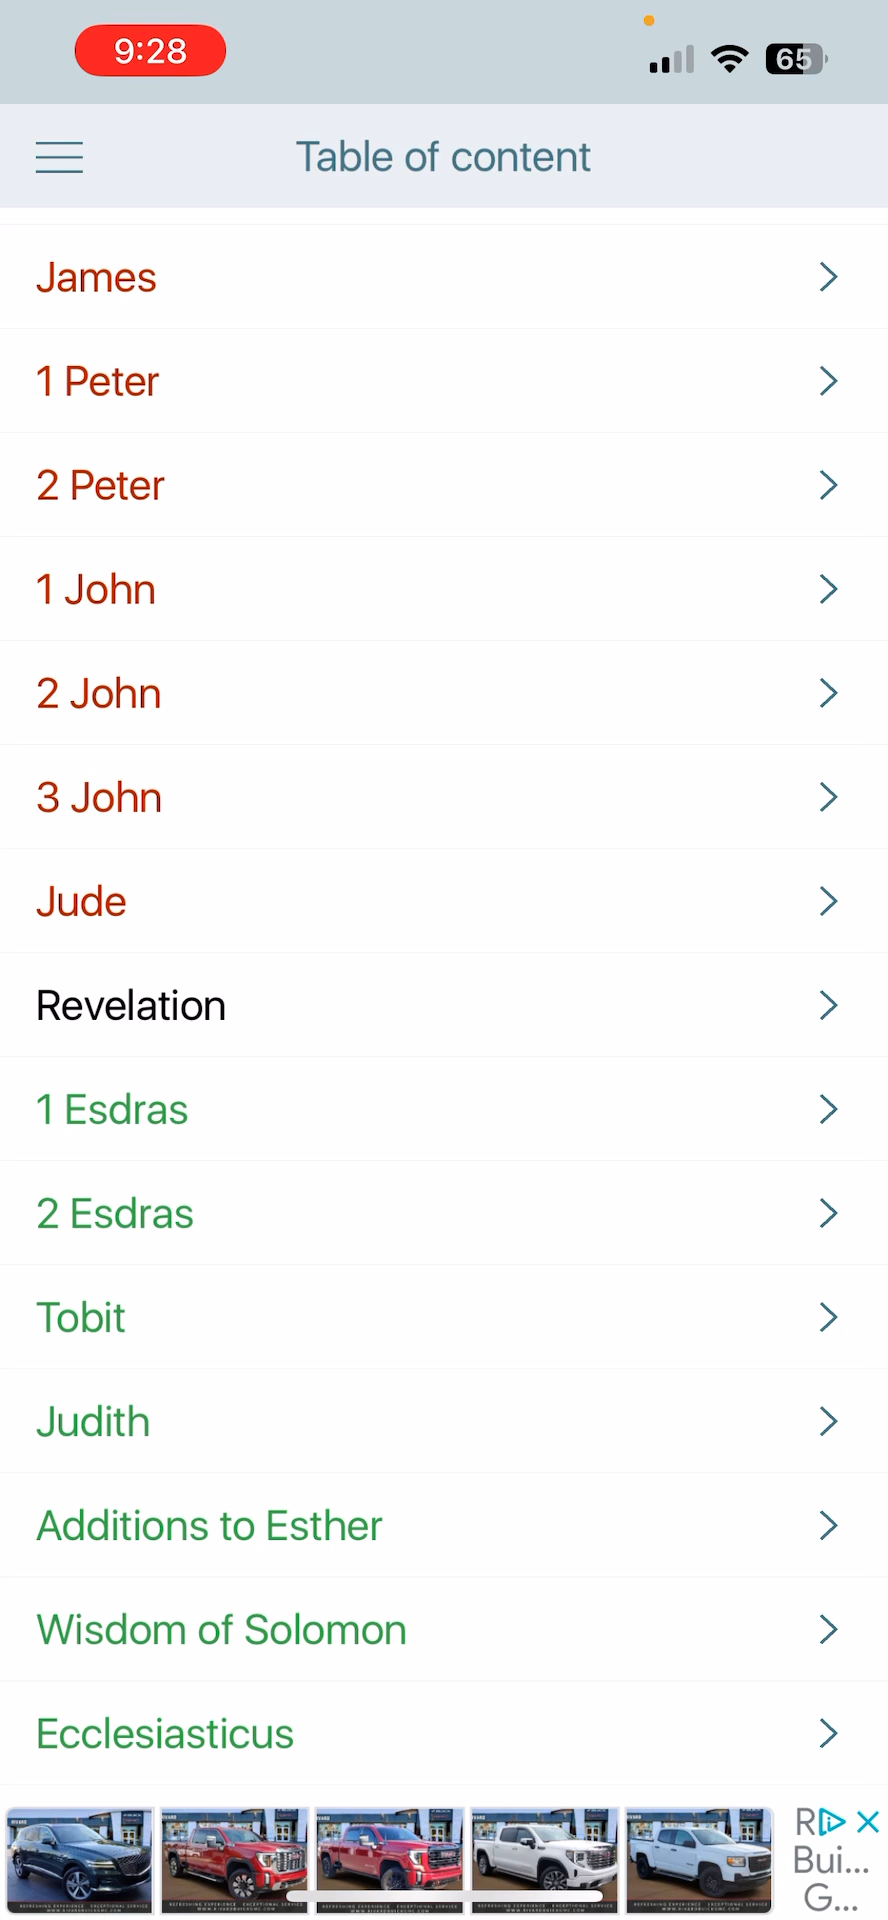 9:28
65
Table of content
James
1 Peter
2 Peter
1 John
2 John
3 John
Jude
Revelation
1 Esdras
2 Esdras
Tobit
Judith
Additions to Esther
Wisdom of Solomon
Ecclesiasticus
R
Bui...
G...